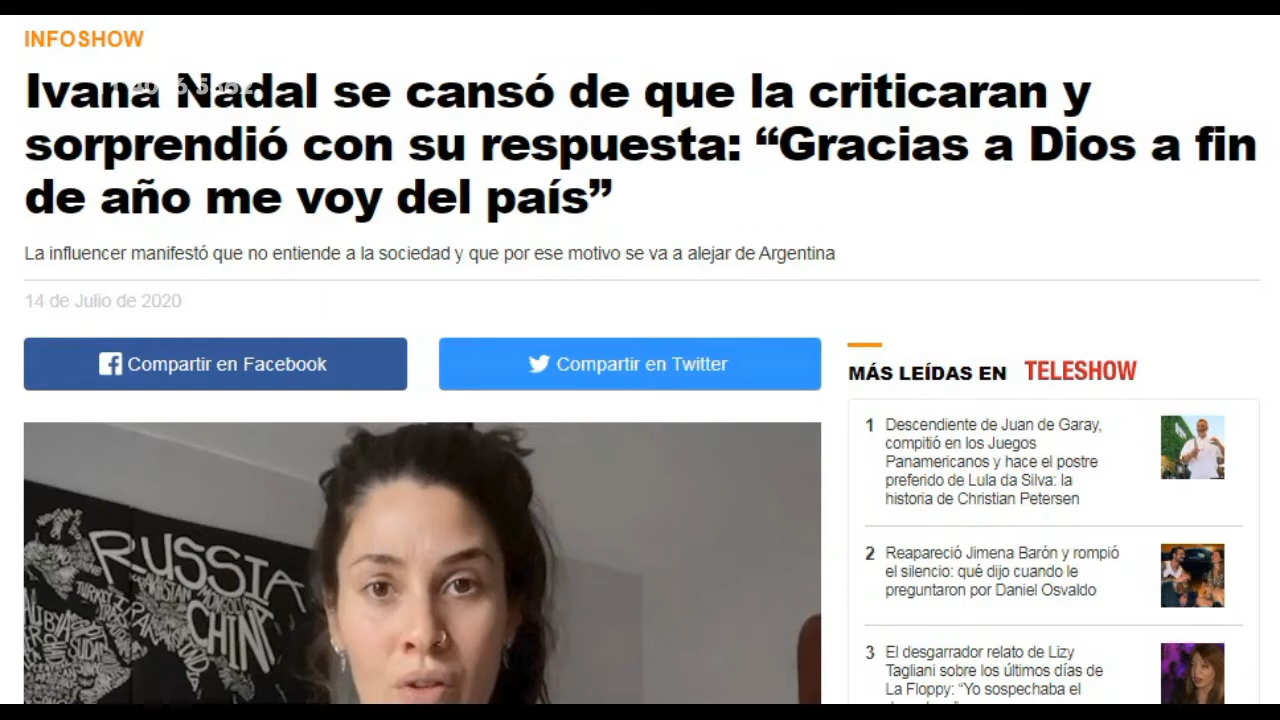 INFOSHOW
Ivana Nadal se cansó de que la criticaran y
sorprendió con su respuesta: “Gracias a Dios a fin
de año me voy del país”
La influencer manifestó que no entiende a la sociedad y que por ese motivo se va a alejar de Argentina
14 de Julio de 2020
Compartir en Facebook
Compartir en Twitter
MÁS LEÍDAS EN TELESHOW
1 Descendiente de Juan de Garay,
compitió en los Juegos
Panamericanos y hace el postre
preferido de Lula da Silva: la
historia de Christian Petersen
2 Reapareció Jimena Barón y rompió
el silencio: qué dijo cuando le
preguntaron por Daniel Osvaldo
3 El desgarrador relato de Lizy
Tagliani sobre los últimos días de
La Floppy: “Yo sospechaba el
RUSSIA
CHIN